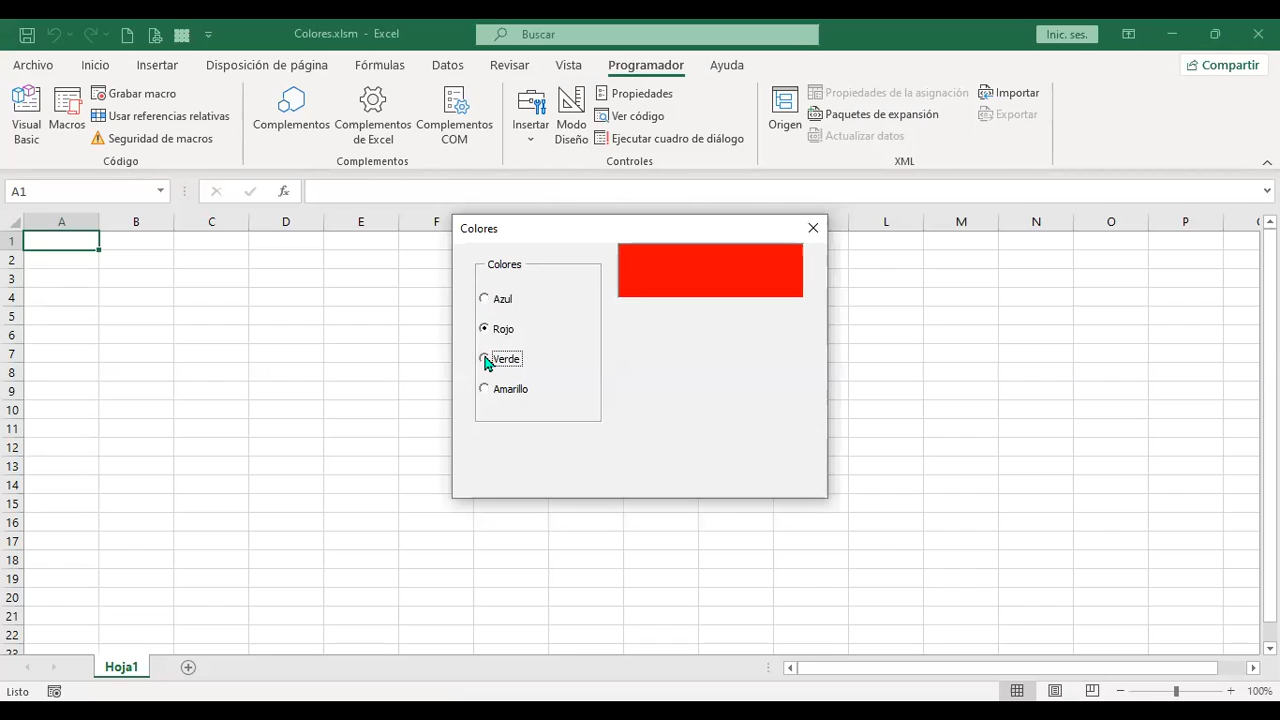 Colores.xlsm - Excel
Buscar
Inic. ses.
Archivo Inicio Insertar Disposición de página Fórmulas Datos Revisar Vista Programador Ayuda
Compartir
Visual Basic
Macros
Grabar macro
Usar referencias relativas
Seguridad de macros
Código
Complementos
Complementos de Excel
Complementos COM
Complementos
Insertar
Modo Diseño
Propiedades
Ver código
Ejecutar cuadro de diálogo
Controles
Origen
Propiedades de la asignación
Paquetes de expansión
Actualizar datos
Importar
Exportar
XML
A1
fx
A B C D E F L M N O P
1
2
3
4
5
6
7
8
9
10
11
12
13
14
15
16
17
18
19
20
21
22
23
Colores
Colores
Azul
Rojo
Verde
Amarillo
Hoja1
Listo
100%